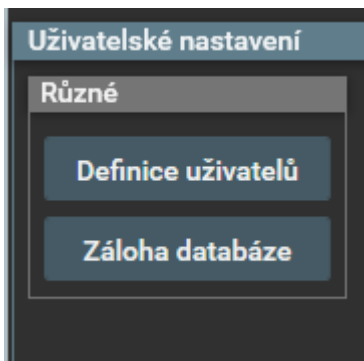 Uživatelské nastavení
Různé
Definice uživatelů
Záloha databáze